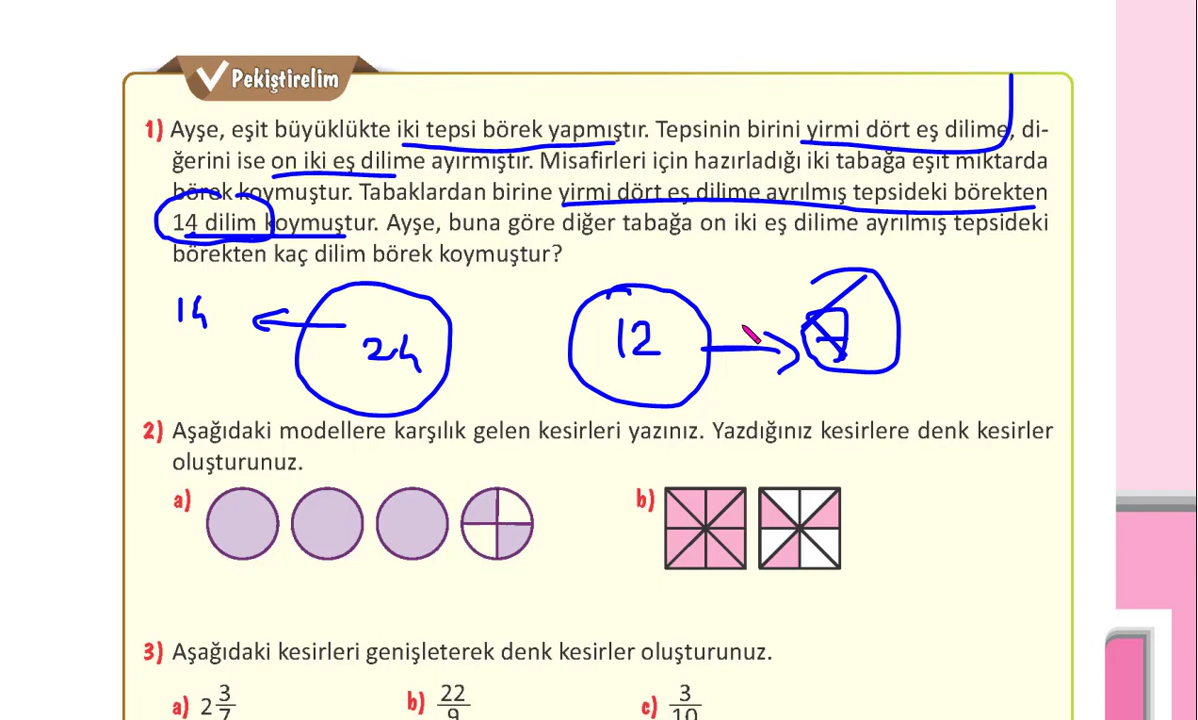 Pekiştirelim
1) Ayşe, eşit büyüklükte iki tepsi börek yapmıştır. Tepsinin birini yirmi dört eş dilime, di-
ğerini ise on iki eş dilime ayırmıştır. Misafirleri için hazırladığı iki tabağa eşit miktarda
börek koymuştur. Tabaklardan birine yirmi dört eş dilime ayrılmış tepsideki börekten
14 dilim koymuştur. Ayşe, buna göre diğer tabağa on iki eş dilime ayrılmış tepsideki
börekten kaç dilim börek koymuştur?
14 24 12
2) Aşağıdaki modellere karşılık gelen kesirleri yazınız. Yazdığınız kesirlere denk kesirler
oluşturunuz.
a) b)
3) Aşağıdaki kesirleri genişleterek denk kesirler oluşturunuz.
a) 2 3/7 b) 22/9 c) 3/10